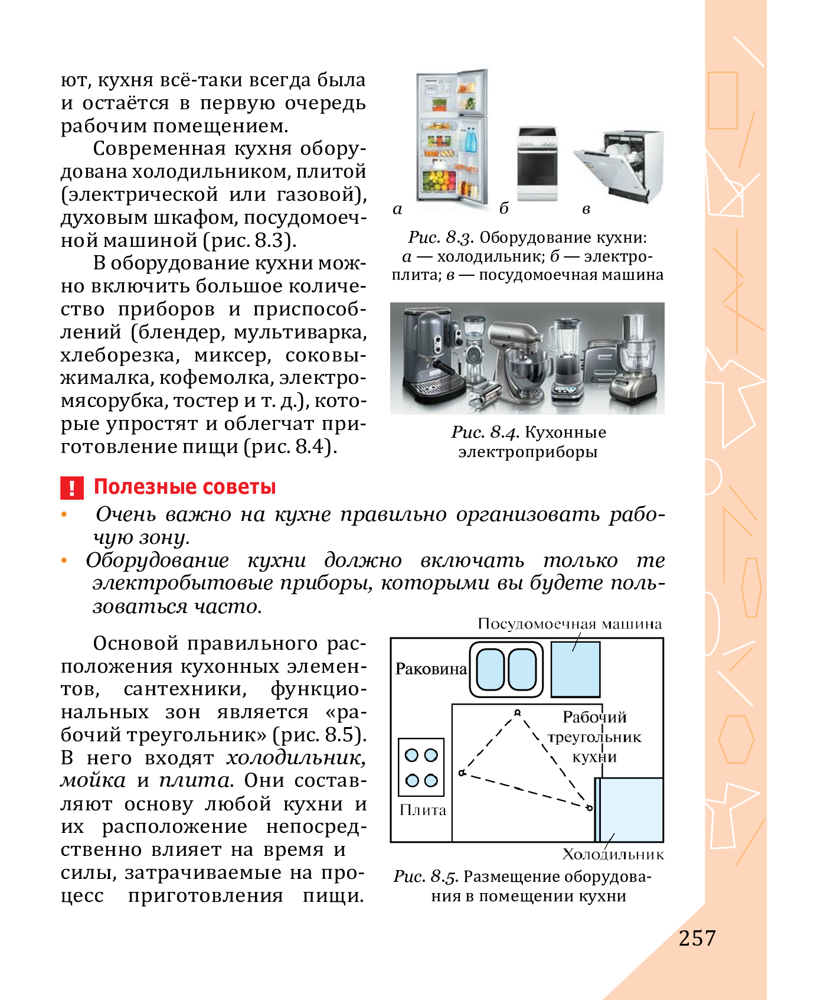 ют, кухня всё-таки всегда была
и остаётся в первую очередь
рабочим помещением.
Современная кухня обору-
дована холодильником, плитой
(электрической или газовой),
духовым шкафом, посудомоеч-
ной машиной (рис. 8.3).
В оборудование кухни мож-
но включить большое количе-
ство приборов и приспособ-
лений (блендер, мультиварка,
хлеборезка, миксер, соковы-
жималка, кофемолка, электро-
мясорубка, тостер и т. д.), кото-
рые упростят и облегчат при-
готовление пищи (рис. 8.4).
а
б
в
Рис. 8.3. Оборудование кухни:
а — холодильник; б — электро-
плита; в — посудомоечная машина
Рис. 8.4. Кухонные
электроприборы
! Полезные советы
• Очень важно на кухне правильно организовать рабо-
чую зону.
• Оборудование кухни должно включать только те
электробытовые приборы, которыми вы будете поль-
зоваться часто.
Основой правильного рас-
положения кухонных элемен-
тов, сантехники, функцио-
нальных зон является «ра-
бочий треугольник» (рис. 8.5).
В него входят холодильник,
мойка и плита. Они состав-
ляют основу любой кухни и
их расположение непосред-
ственно влияет на время и
силы, затрачиваемые на про-
цесс приготовления пищи.
Посудомоечная машина
Раковина
Рабочий
треугольник
кухни
Плита
Холодильник
Рис. 8.5. Размещение оборудова-
ния в помещении кухни
257